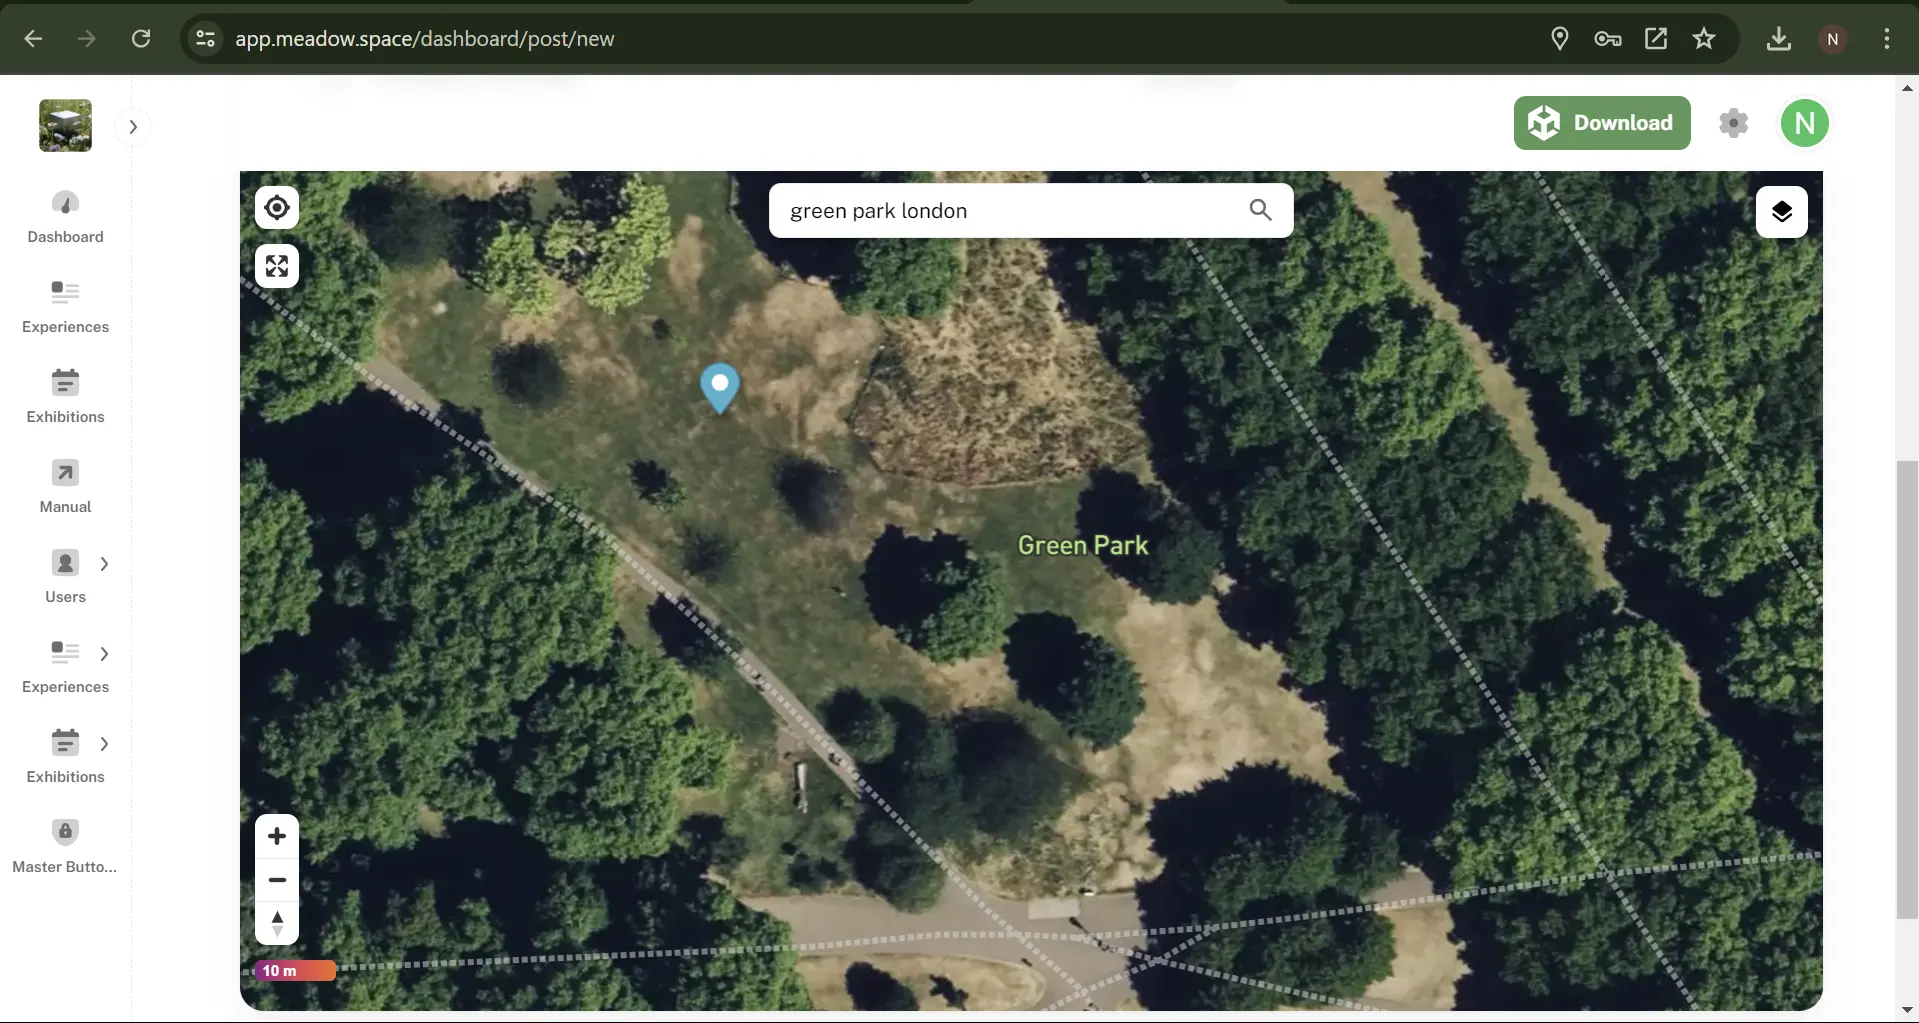 app.meadow.space/dashboard/post/new
N
Download
N
green park london
Dashboard
Experiences
Exhibitions
Manual
Users
Experiences
Exhibitions
Master Butto...
Green Park
10 m